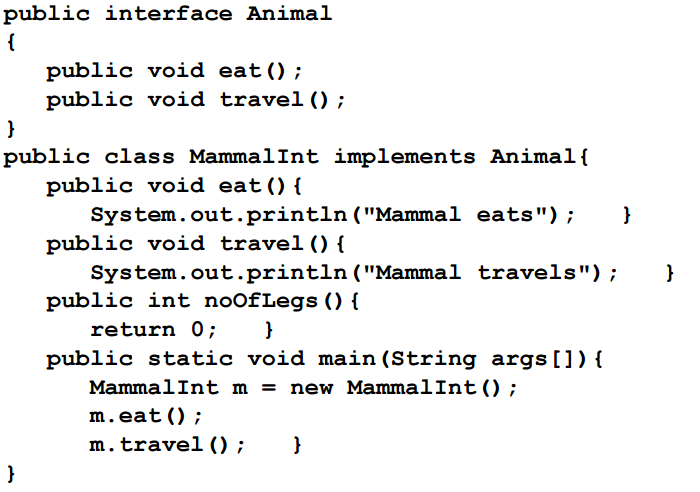 public interface Animal
{
   public void eat();
   public void travel();
}
public class MammalInt implements Animal{
   public void eat(){
      System.out.println("Mammal eats");   }
   public void travel(){
      System.out.println("Mammal travels");   }
   public int noOfLegs(){
      return 0;   }
   public static void main(String args[]){
      MammalInt m = new MammalInt();
      m.eat();
      m.travel();   }
}